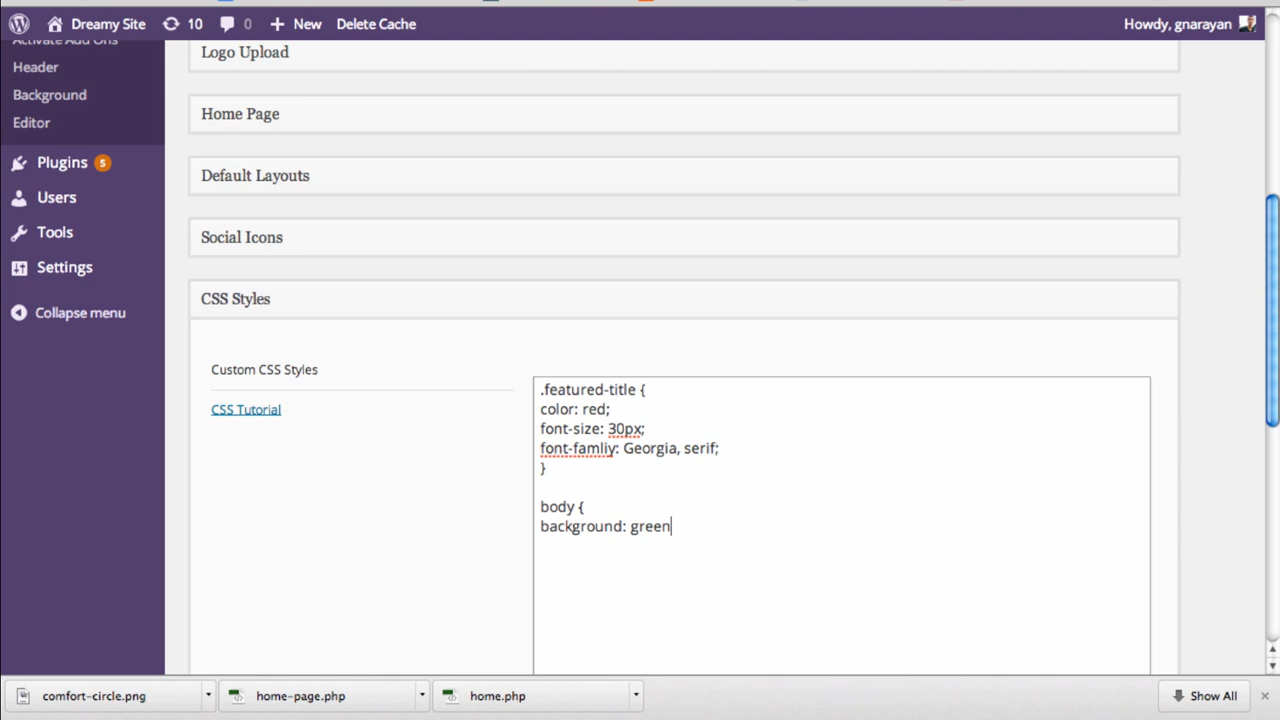 Dreamy Site 10 0 New Delete Cache Howdy, gnarayan
Activate Add Ons
Header
Background
Editor
Plugins 5
Users
Tools
Settings
Collapse menu
Logo Upload
Home Page
Default Layouts
Social Icons
CSS Styles
Custom CSS Styles
CSS Tutorial
.featured-title {
color: red;
font-size: 30px;
font-famliy: Georgia, serif;
}
body {
background: green
comfort-circle.png home-page.php home.php Show All